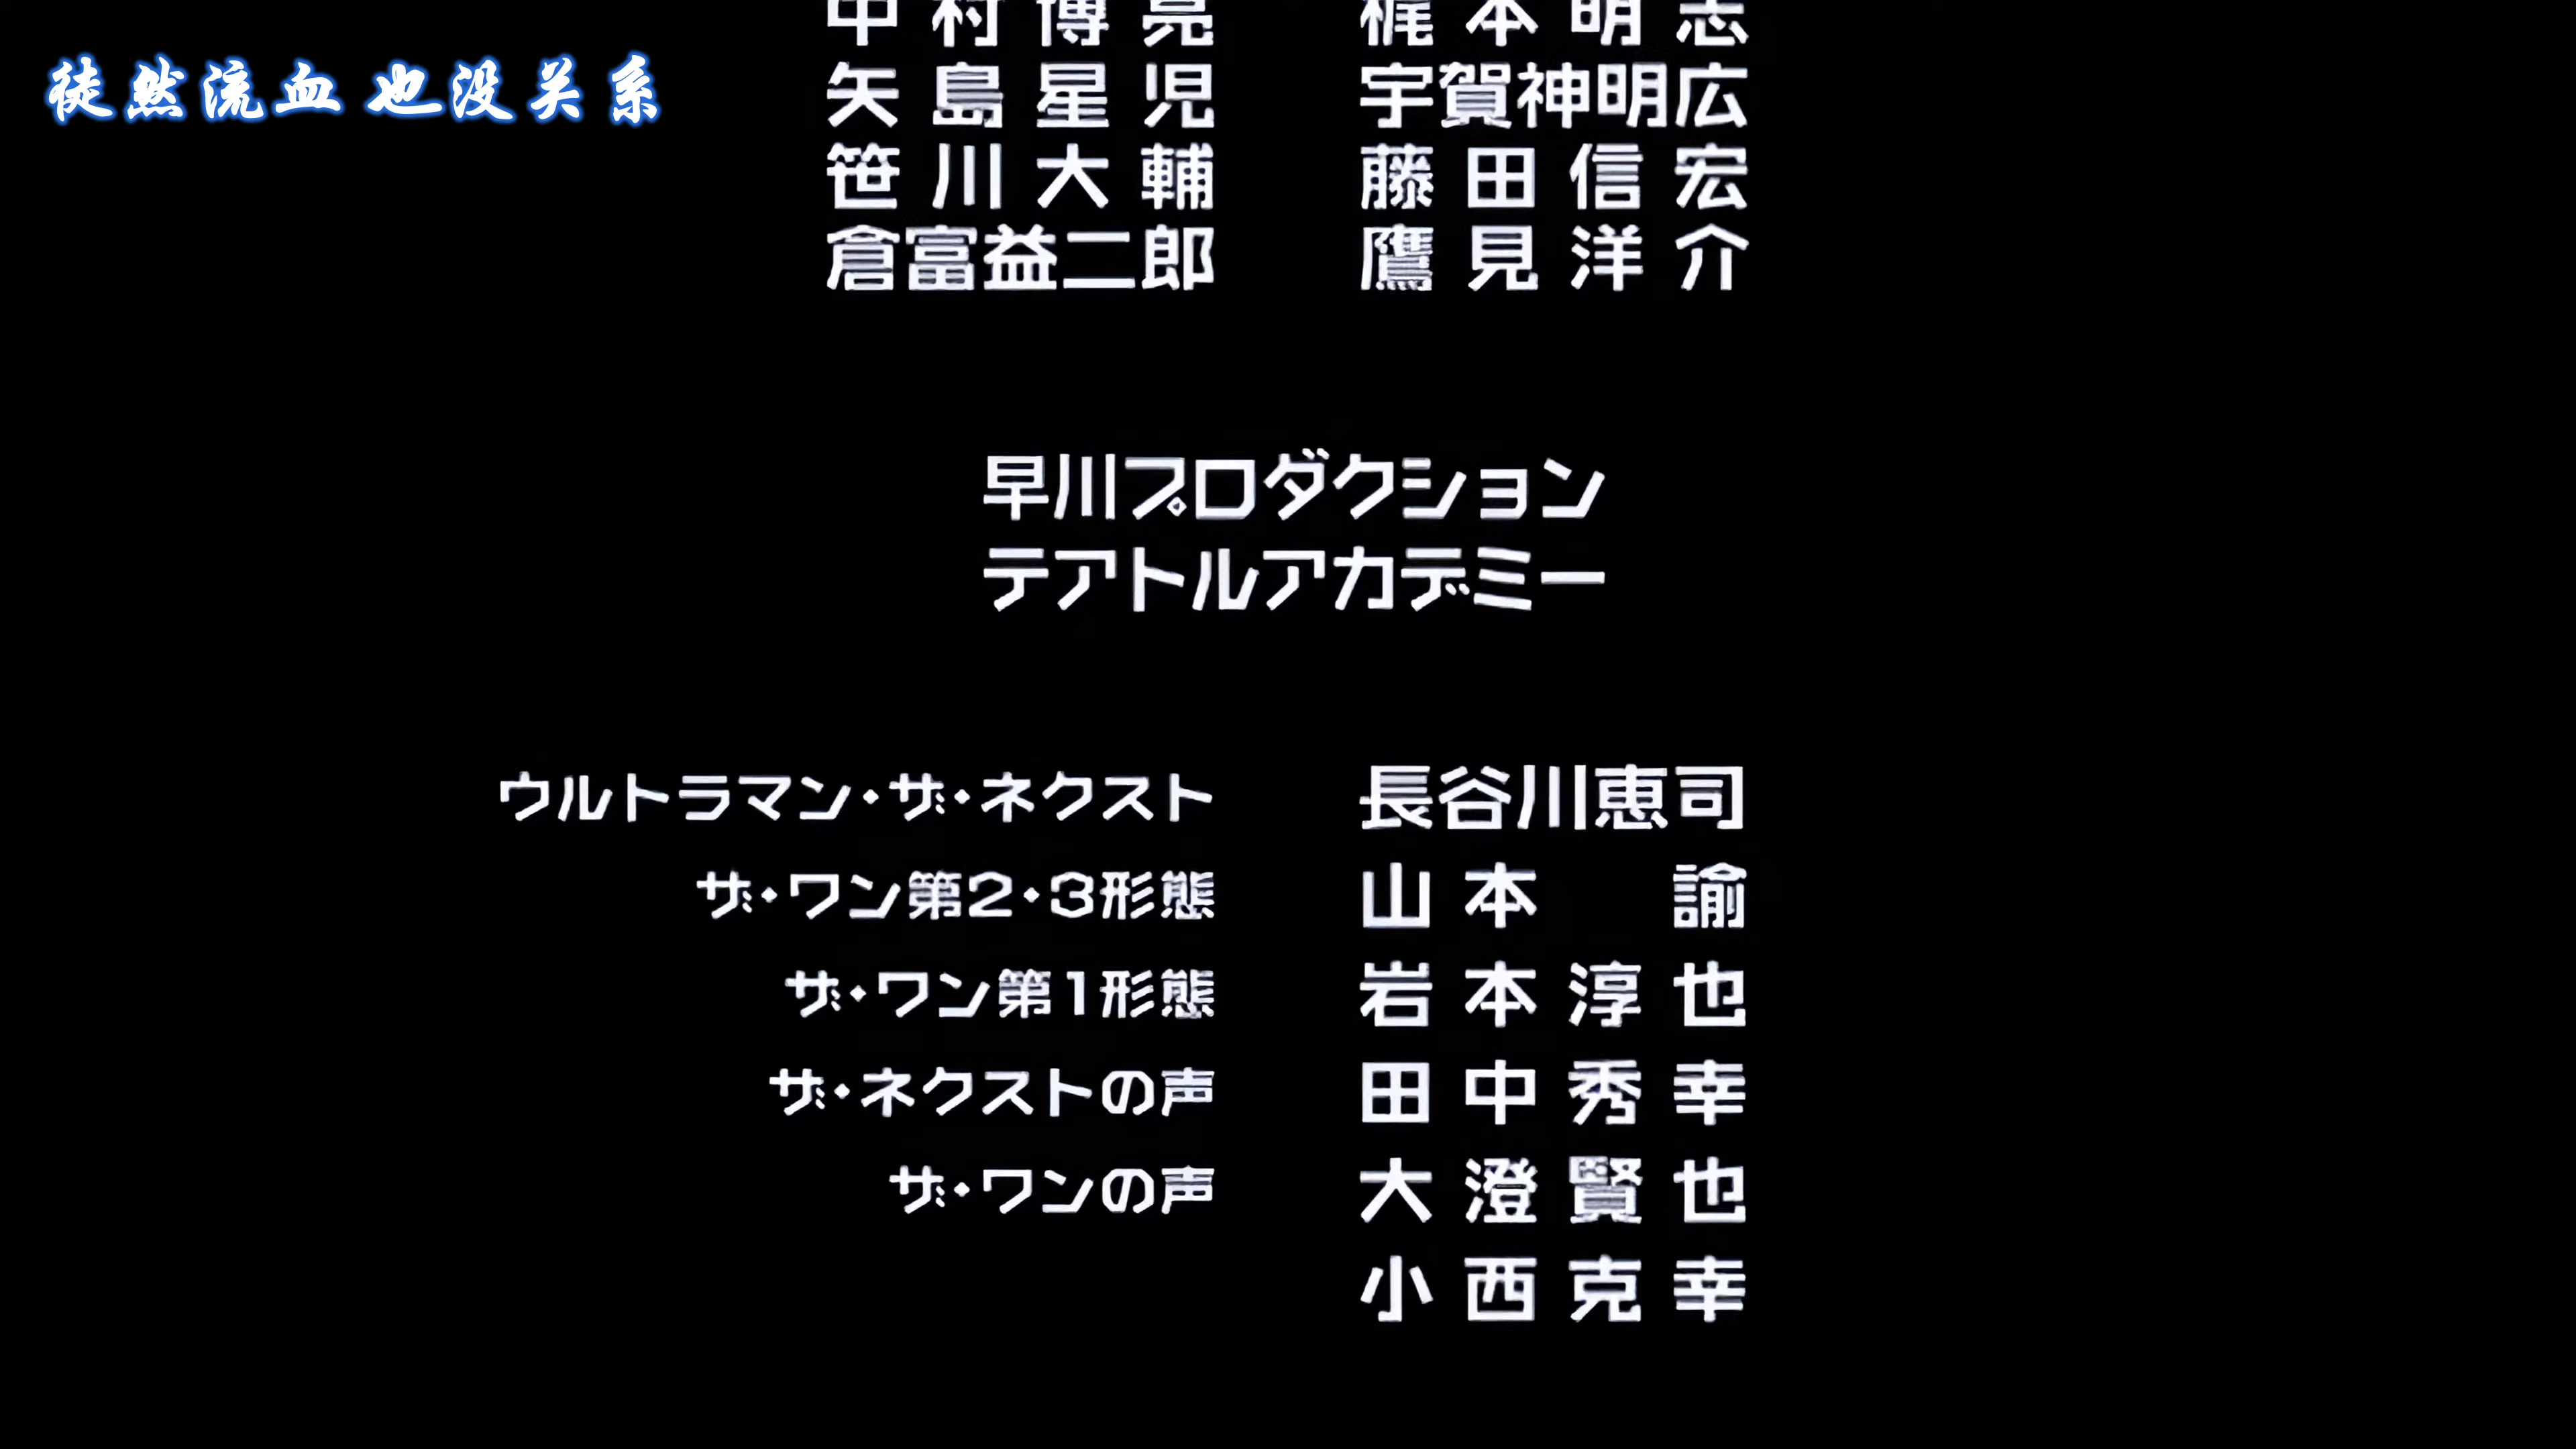 徒然流血 也没关系
中村博亮 梶本明志
矢島星児 宇賀神明広
笹川大輔 藤田信宏
倉富益二郎 鷹見洋介
早川プロダクション
テアトルアカデミー
ウルトラマン・ザ・ネクスト 長谷川恵司
ザ・ワン第2・3形態 山本 諭
ザ・ワン第1形態 岩本淳也
ザ・ネクストの声 田中秀幸
ザ・ワンの声 大澄賢也
小西克幸